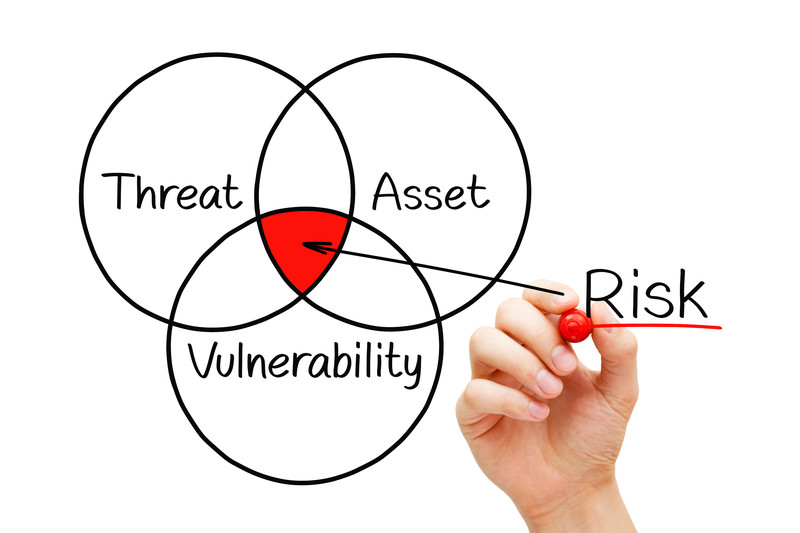 Threat
Asset
Risk
Vulnerability